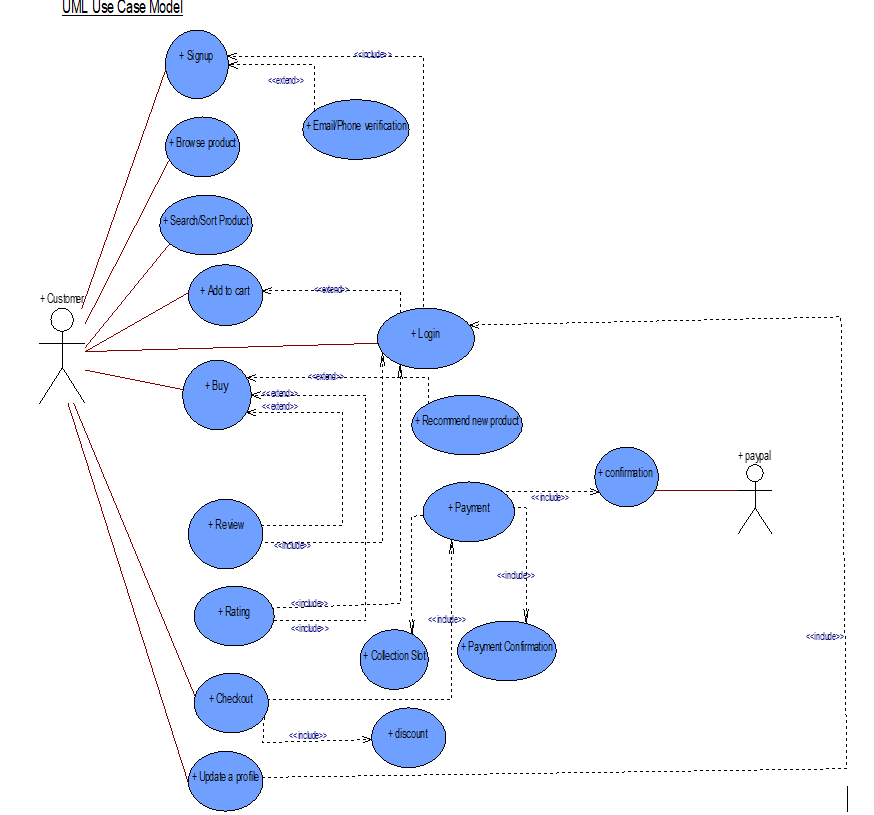 UML Use Case Model
+ Signup
<<include>>
<<extend>>
+ Email/Phone verification
+ Browse product
+ Search/Sort Product
+ Add to cart
<<extend>>
+ Customer
+ Login
+ Buy
<<extend>>
<<extend>>
<<extend>>
+ Recommend new product
+ paypal
+ confirmation
<<include>>
+ Payment
+ Review
<<include>>
<<include>>
+ Rating
<<include>>
<<include>>
<<include>>
<<include>>
+ Collection Slot
+ Payment Confirmation
+ Checkout
<<include>>
+ discount
+ Update a profile